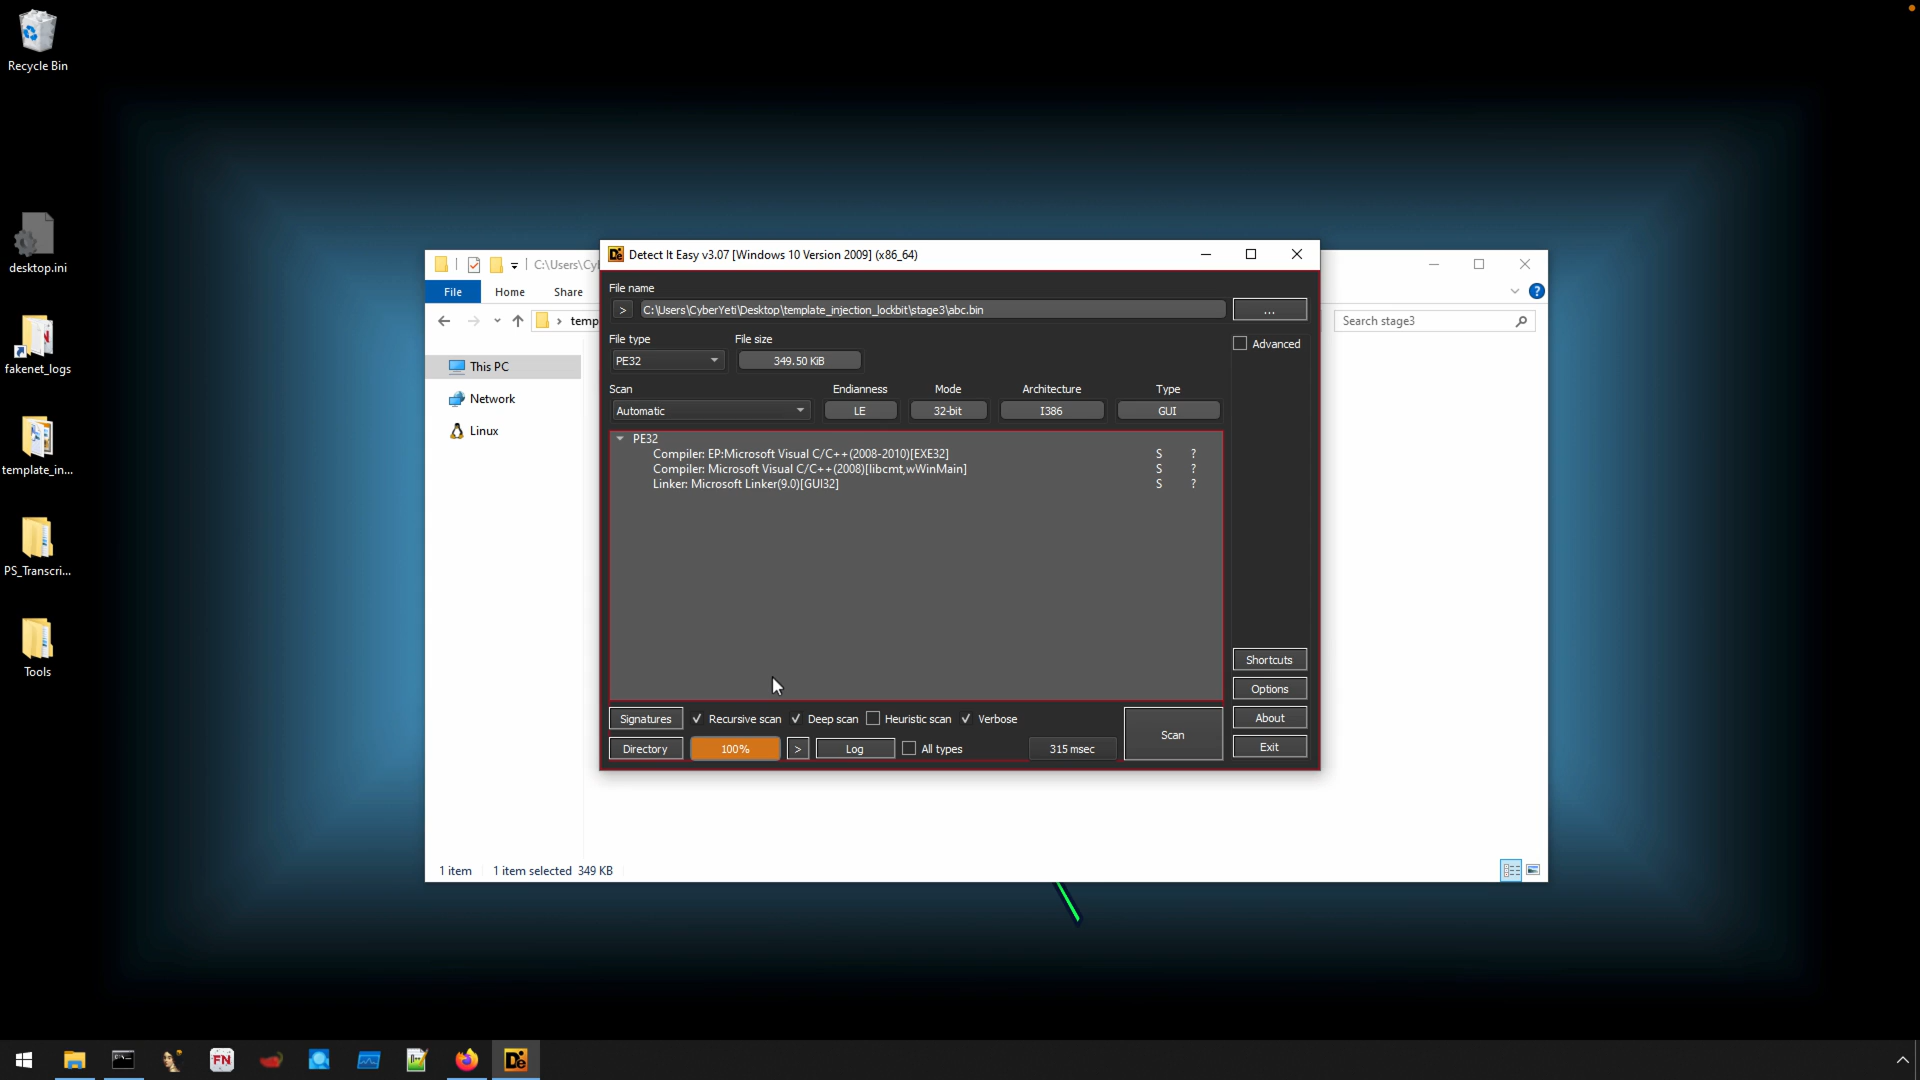 Recycle Bin
desktop.ini
fakenet_logs
template_in...
PS_Transcri...
Tools
C:\Users\Cy
File
Home
Share
temp
Search stage3
This PC
Network
Linux
1 item
1 item selected 349 KB
De
Detect It Easy v3.07 [Windows 10 Version 2009] (x86_64)
File name
> C:\Users\CyberYeti\Desktop\template_injection_lockbit\stage3\abc.bin ...
File type File size
PE32 349.50 KiB
Advanced
Scan Endianness Mode Architecture Type
Automatic LE 32-bit I386 GUI
PE32
Compiler: EP:Microsoft Visual C/C++(2008-2010)[EXE32] S ?
Compiler: Microsoft Visual C/C++(2008)[libcmt,wWinMain] S ?
Linker: Microsoft Linker(9.0)[GUI32] S ?
Shortcuts
Options
About
Exit
Signatures Recursive scan Deep scan Heuristic scan Verbose
Directory 100% > Log All types 315 msec
Scan
FN
De